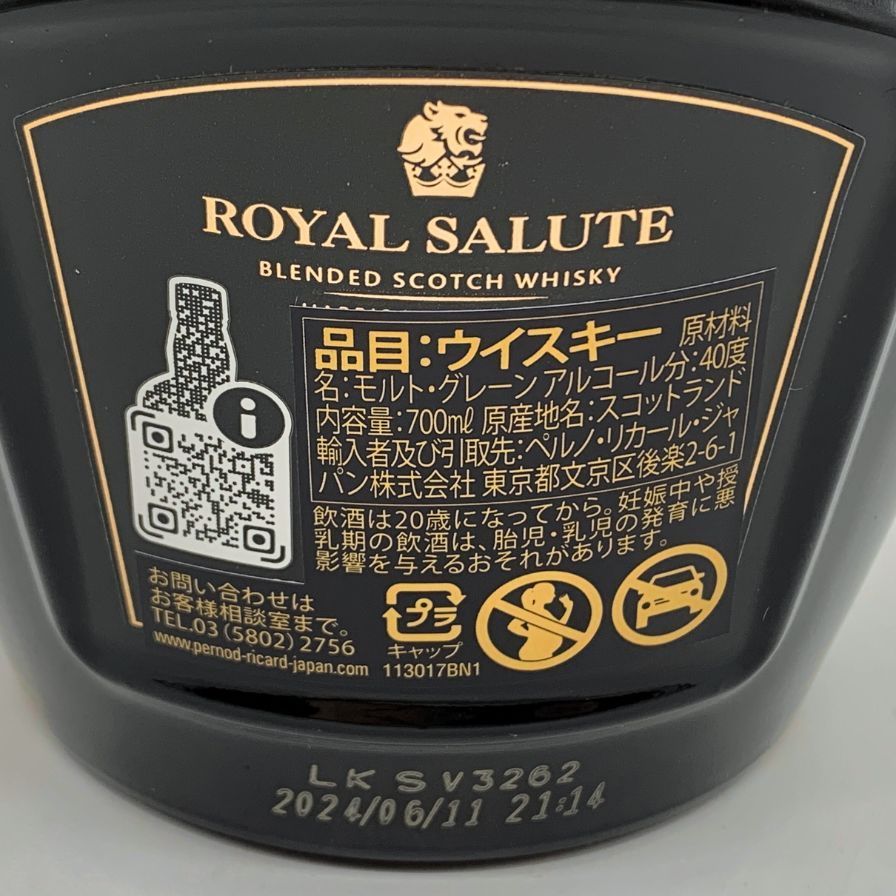 ROYAL SALUTE
BLENDED SCOTCH WHISKY
品目:ウイスキー 原材料
名:モルト・グレーン アルコール分:40度
内容量:700ml 原産地名:スコットランド
輸入者及び引取先:ペルノ・リカール・ジャ
パン株式会社 東京都文京区後楽2-6-1
飲酒は20歳になってから。妊娠中や授
乳期の飲酒は、胎児・乳児の発育に悪
影響を与えるおそれがあります。
お問い合わせは
お客様相談室まで。
TEL.03(5802)2756
www.pernod-ricard-japan.com
プラ
キャップ
113017BN1
LKSV3262
2024/06/11 21:14